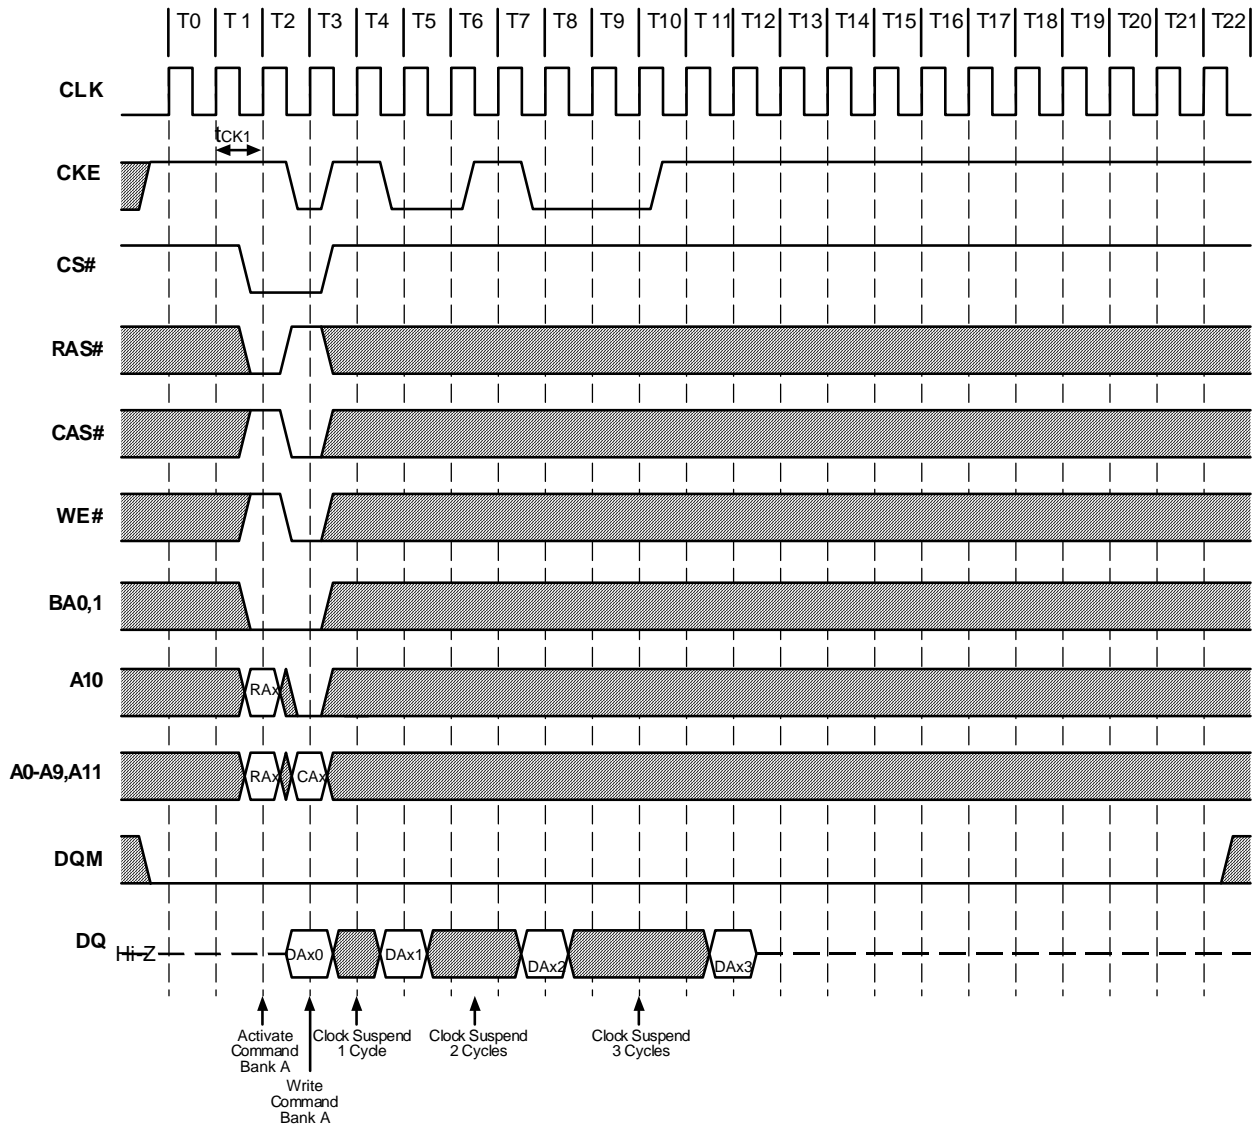 T0 T 1 T2 T3 T4 T5 T6 T7 T8 T9 T10 T 11 T12 T13 T14 T15 T16 T17 T18 T19 T20 T21 T22
CLK
tCK1
CKE
CS#
RAS#
CAS#
WE#
BA0,1
A10
RAx
A0-A9,A11
RAx CAx
DQM
DQ
Hi-Z
DAx0 DAx1 DAx2 DAx3
Activate
Command
Bank A
Write
Command
Bank A
Clock Suspend
1 Cycle
Clock Suspend
2 Cycles
Clock Suspend
3 Cycles